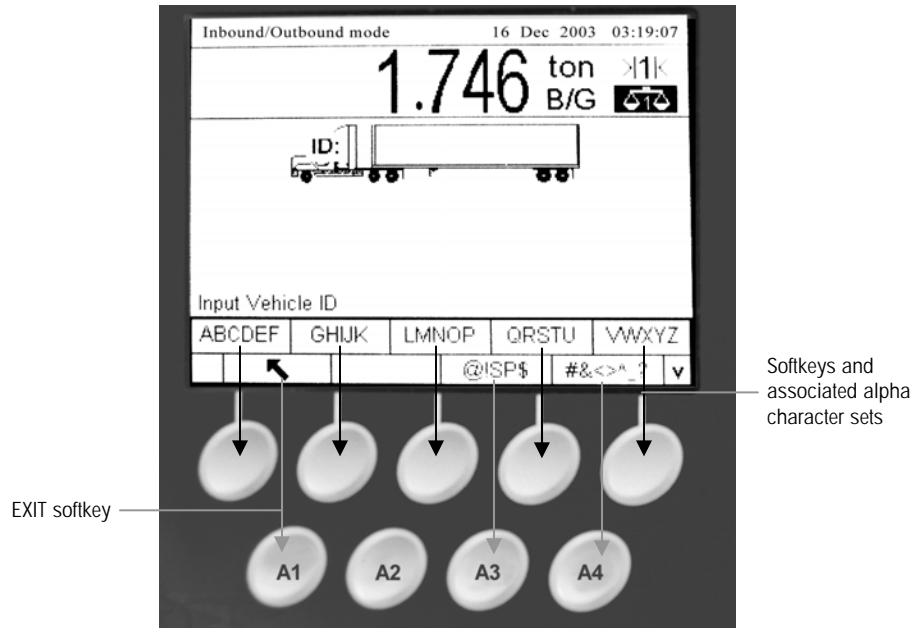 Inbound/Outbound mode 16 Dec 2003 03:19:07
1.746 ton >|1|<
B/G 1
ID:
Input Vehicle ID
ABCDEF GHIJK LMNOP QRSTU VWXYZ
@!SP$ #&<>^_? v
Softkeys and
associated alpha
character sets
EXIT softkey
A1 A2 A3 A4